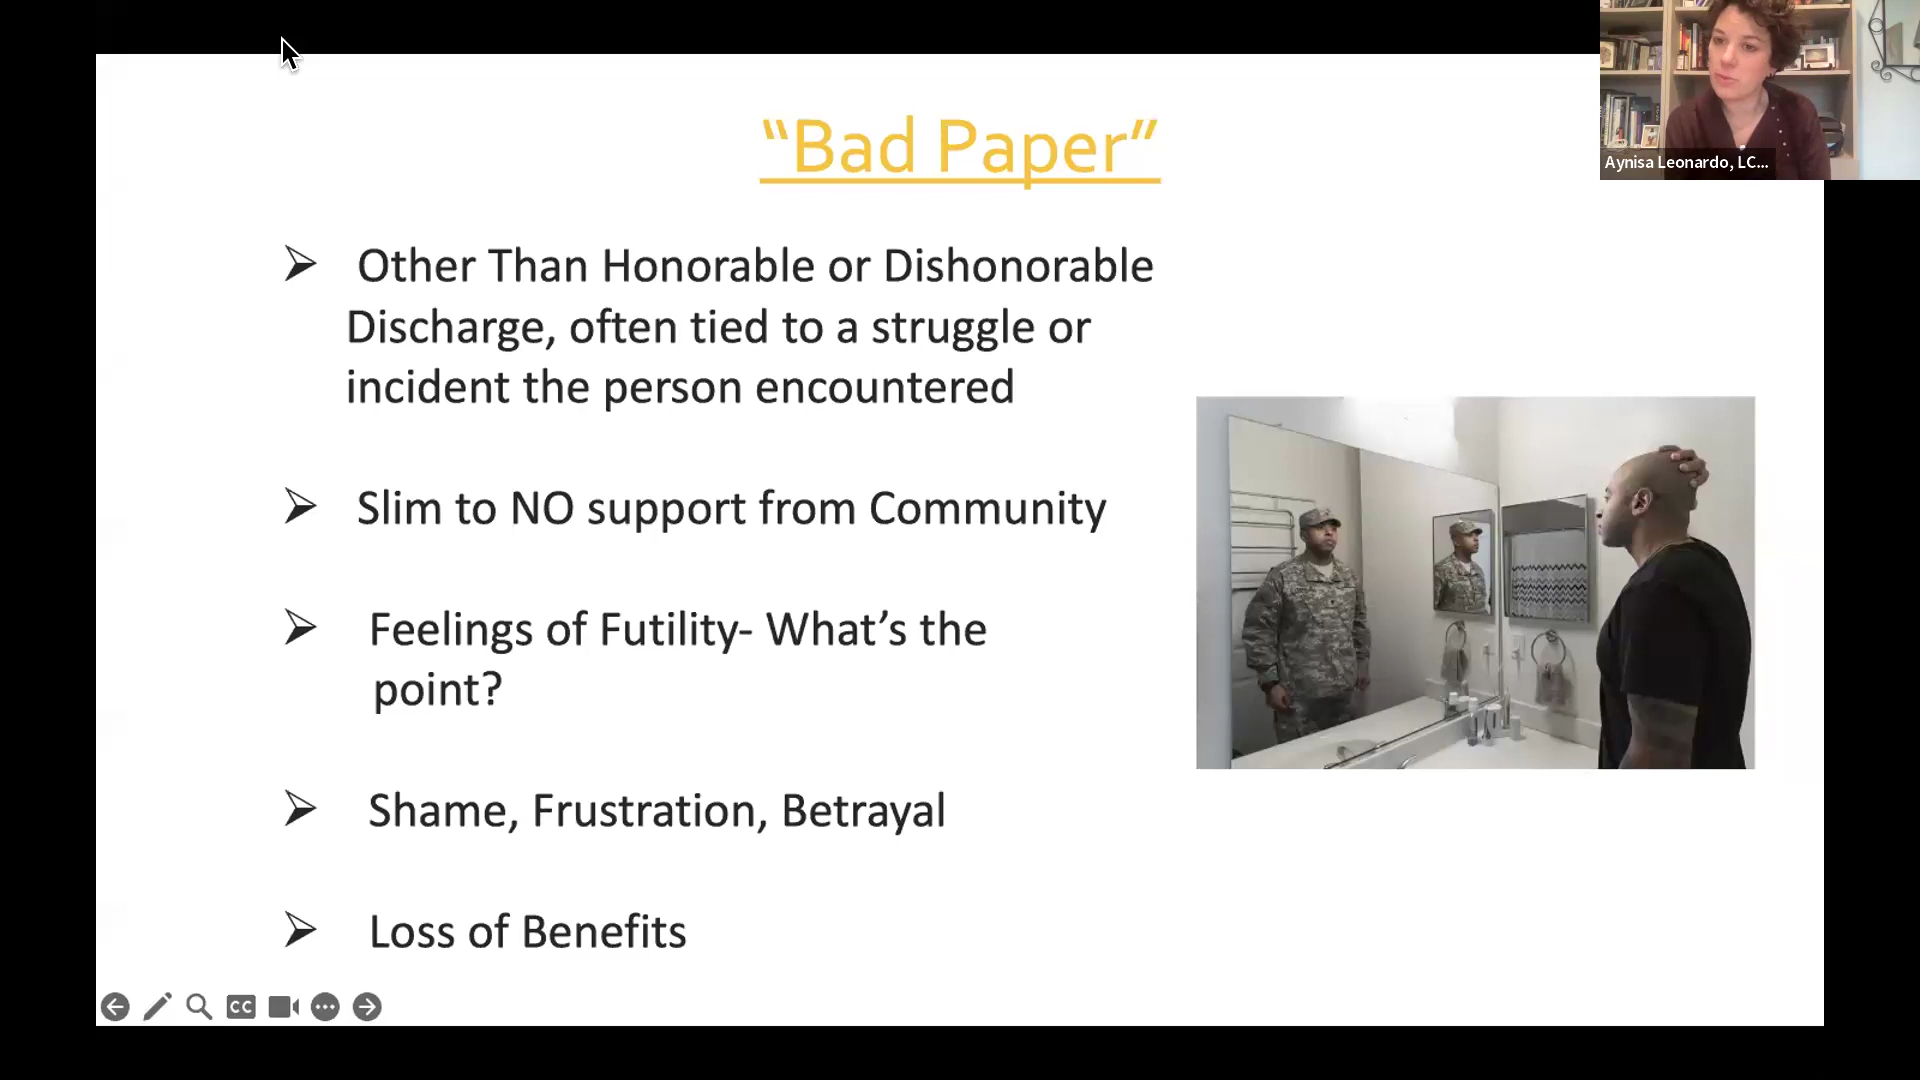 Aynisa Leonardo, LC...
“Bad Paper”
➢ Other Than Honorable or Dishonorable
Discharge, often tied to a struggle or
incident the person encountered
➢ Slim to NO support from Community
➢ Feelings of Futility- What’s the
point?
➢ Shame, Frustration, Betrayal
➢ Loss of Benefits
CC